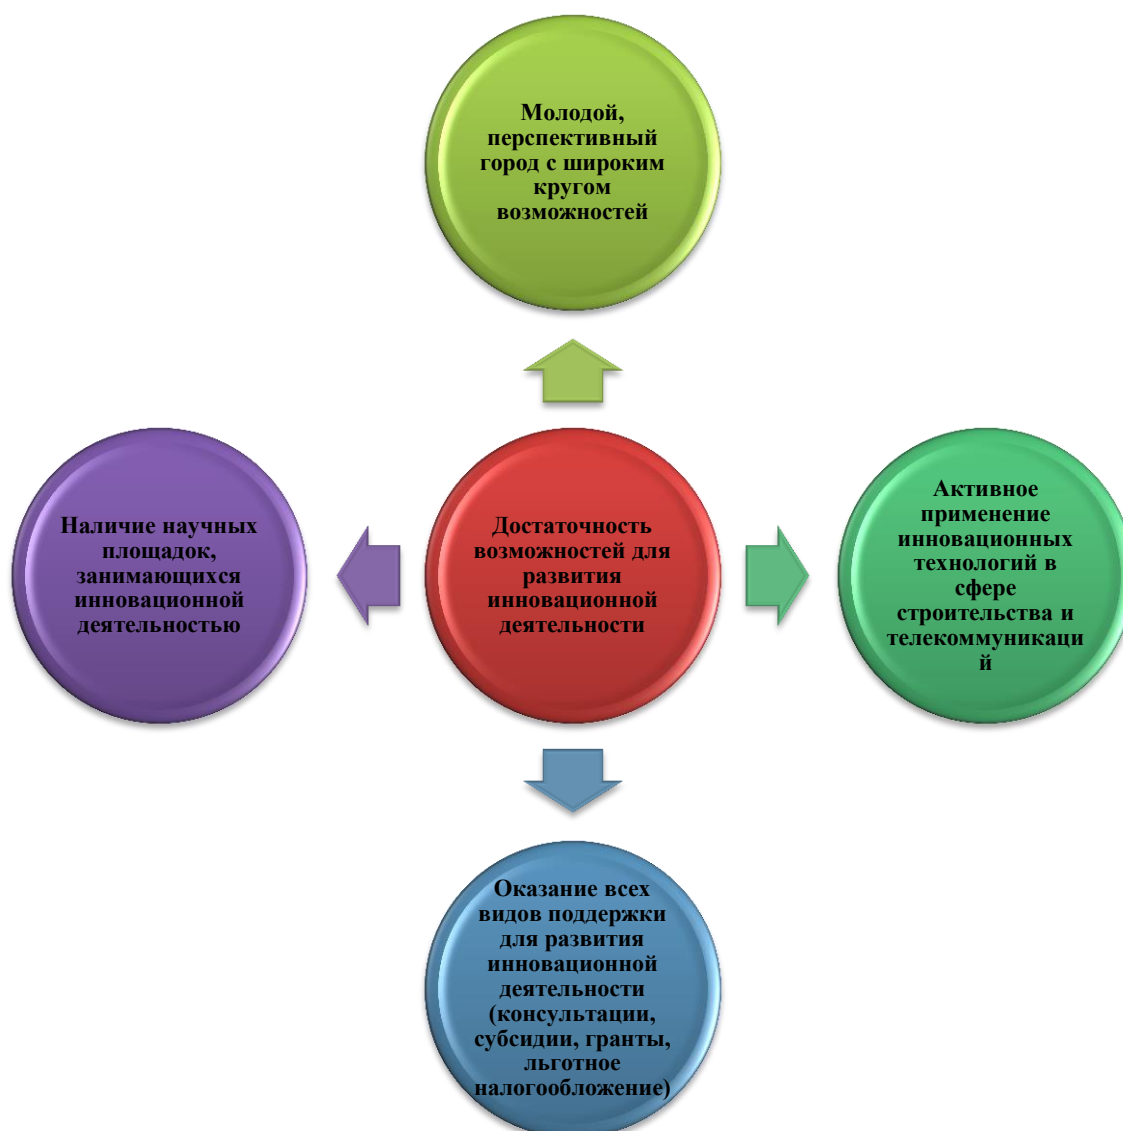 Молодой,
перспективный
город с широким
кругом
возможностей
Наличие научных
площадок,
занимающихся
инновационной
деятельностью
Достаточность
возможностей для
развития
инновационной
деятельности
Активное
применение
инновационных
технологий в
сфере
строительства и
телекоммуникаци
й
Оказание всех
видов поддержки
для развития
инновационной
деятельности
(консультации,
субсидии, гранты,
льготное
налогообложение)